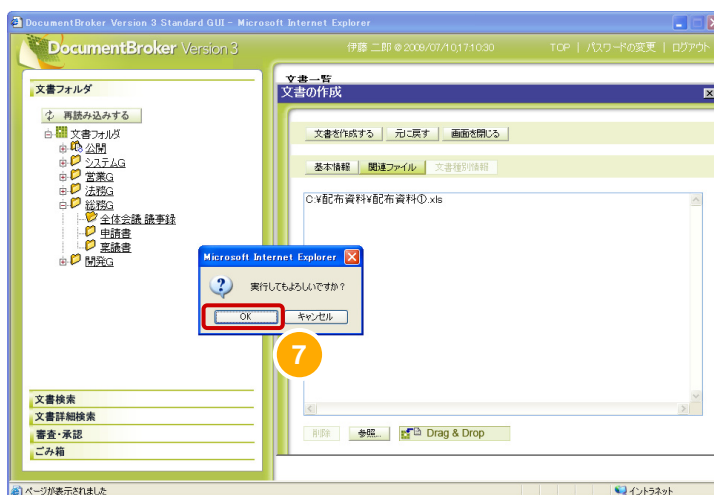 DocumentBroker Version 3 Standard GUI - Microsoft Internet Explorer
DocumentBroker Version 3
伊藤 二郎@2009/07/10,17:10:30
TOP | パスワードの変更 | ログアウト
文書フォルダ
再読み込みする
文書フォルダ
公開
システムG
営業G
法務G
総務G
全体会議 議事録
申請書
稟議書
開発G
文書検索
文書詳細検索
審査・承認
ごみ箱
文書一覧
文書の作成
文書を作成する
元に戻す
画面を閉じる
基本情報
関連ファイル
文書種別情報
C:¥配布資料¥配布資料①.xls
Microsoft Internet Explorer
実行してもよろしいですか?
OK
キャンセル
7
削除
参照...
Drag & Drop
ページが表示されました
イントラネット